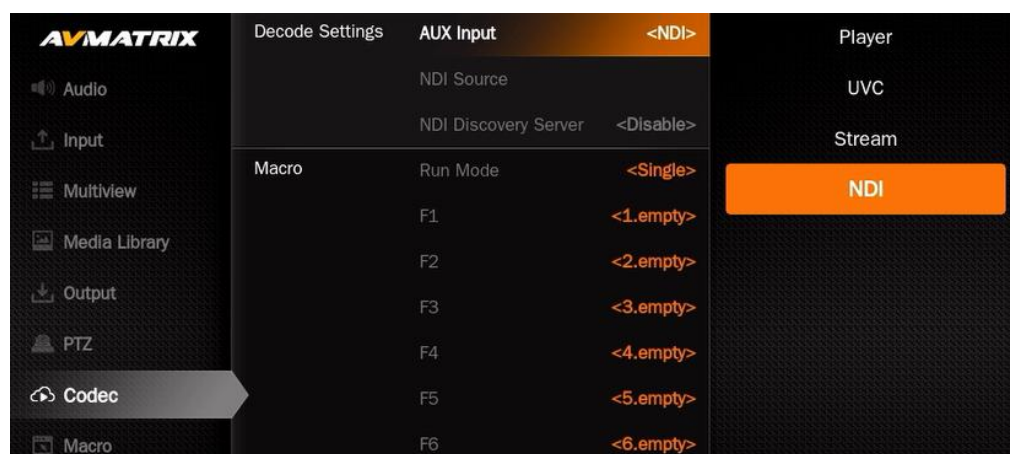 AVMATRIX
Audio
Input
Multiview
Media Library
Output
PTZ
Codec
Macro
Decode Settings AUX Input <NDI>
NDI Source
NDI Discovery Server <Disable>
Macro Run Mode <Single>
F1 <1.empty>
F2 <2.empty>
F3 <3.empty>
F4 <4.empty>
F5 <5.empty>
F6 <6.empty>
Player
UVC
Stream
NDI